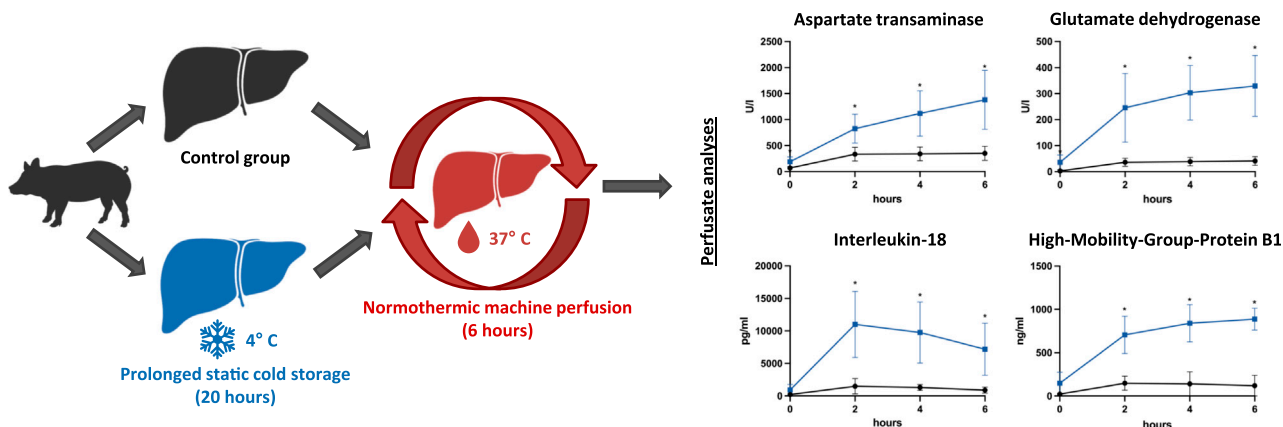 Control group
4° C
Prolonged static cold storage
(20 hours)
37° C
Normothermic machine perfusion
(6 hours)
Perfusate analyses
Aspartate transaminase
U/l
2500
2000
1500
1000
500
0
* * * *
0 2 4 6
hours
Glutamate dehydrogenase
U/l
500
400
300
200
100
0
* * * *
0 2 4 6
hours
Interleukin-18
pg/ml
20000
15000
10000
5000
0
* * *
0 2 4 6
hours
High-Mobility-Group-Protein B1
ng/ml
1500
1000
500
0
* * *
0 2 4 6
hours